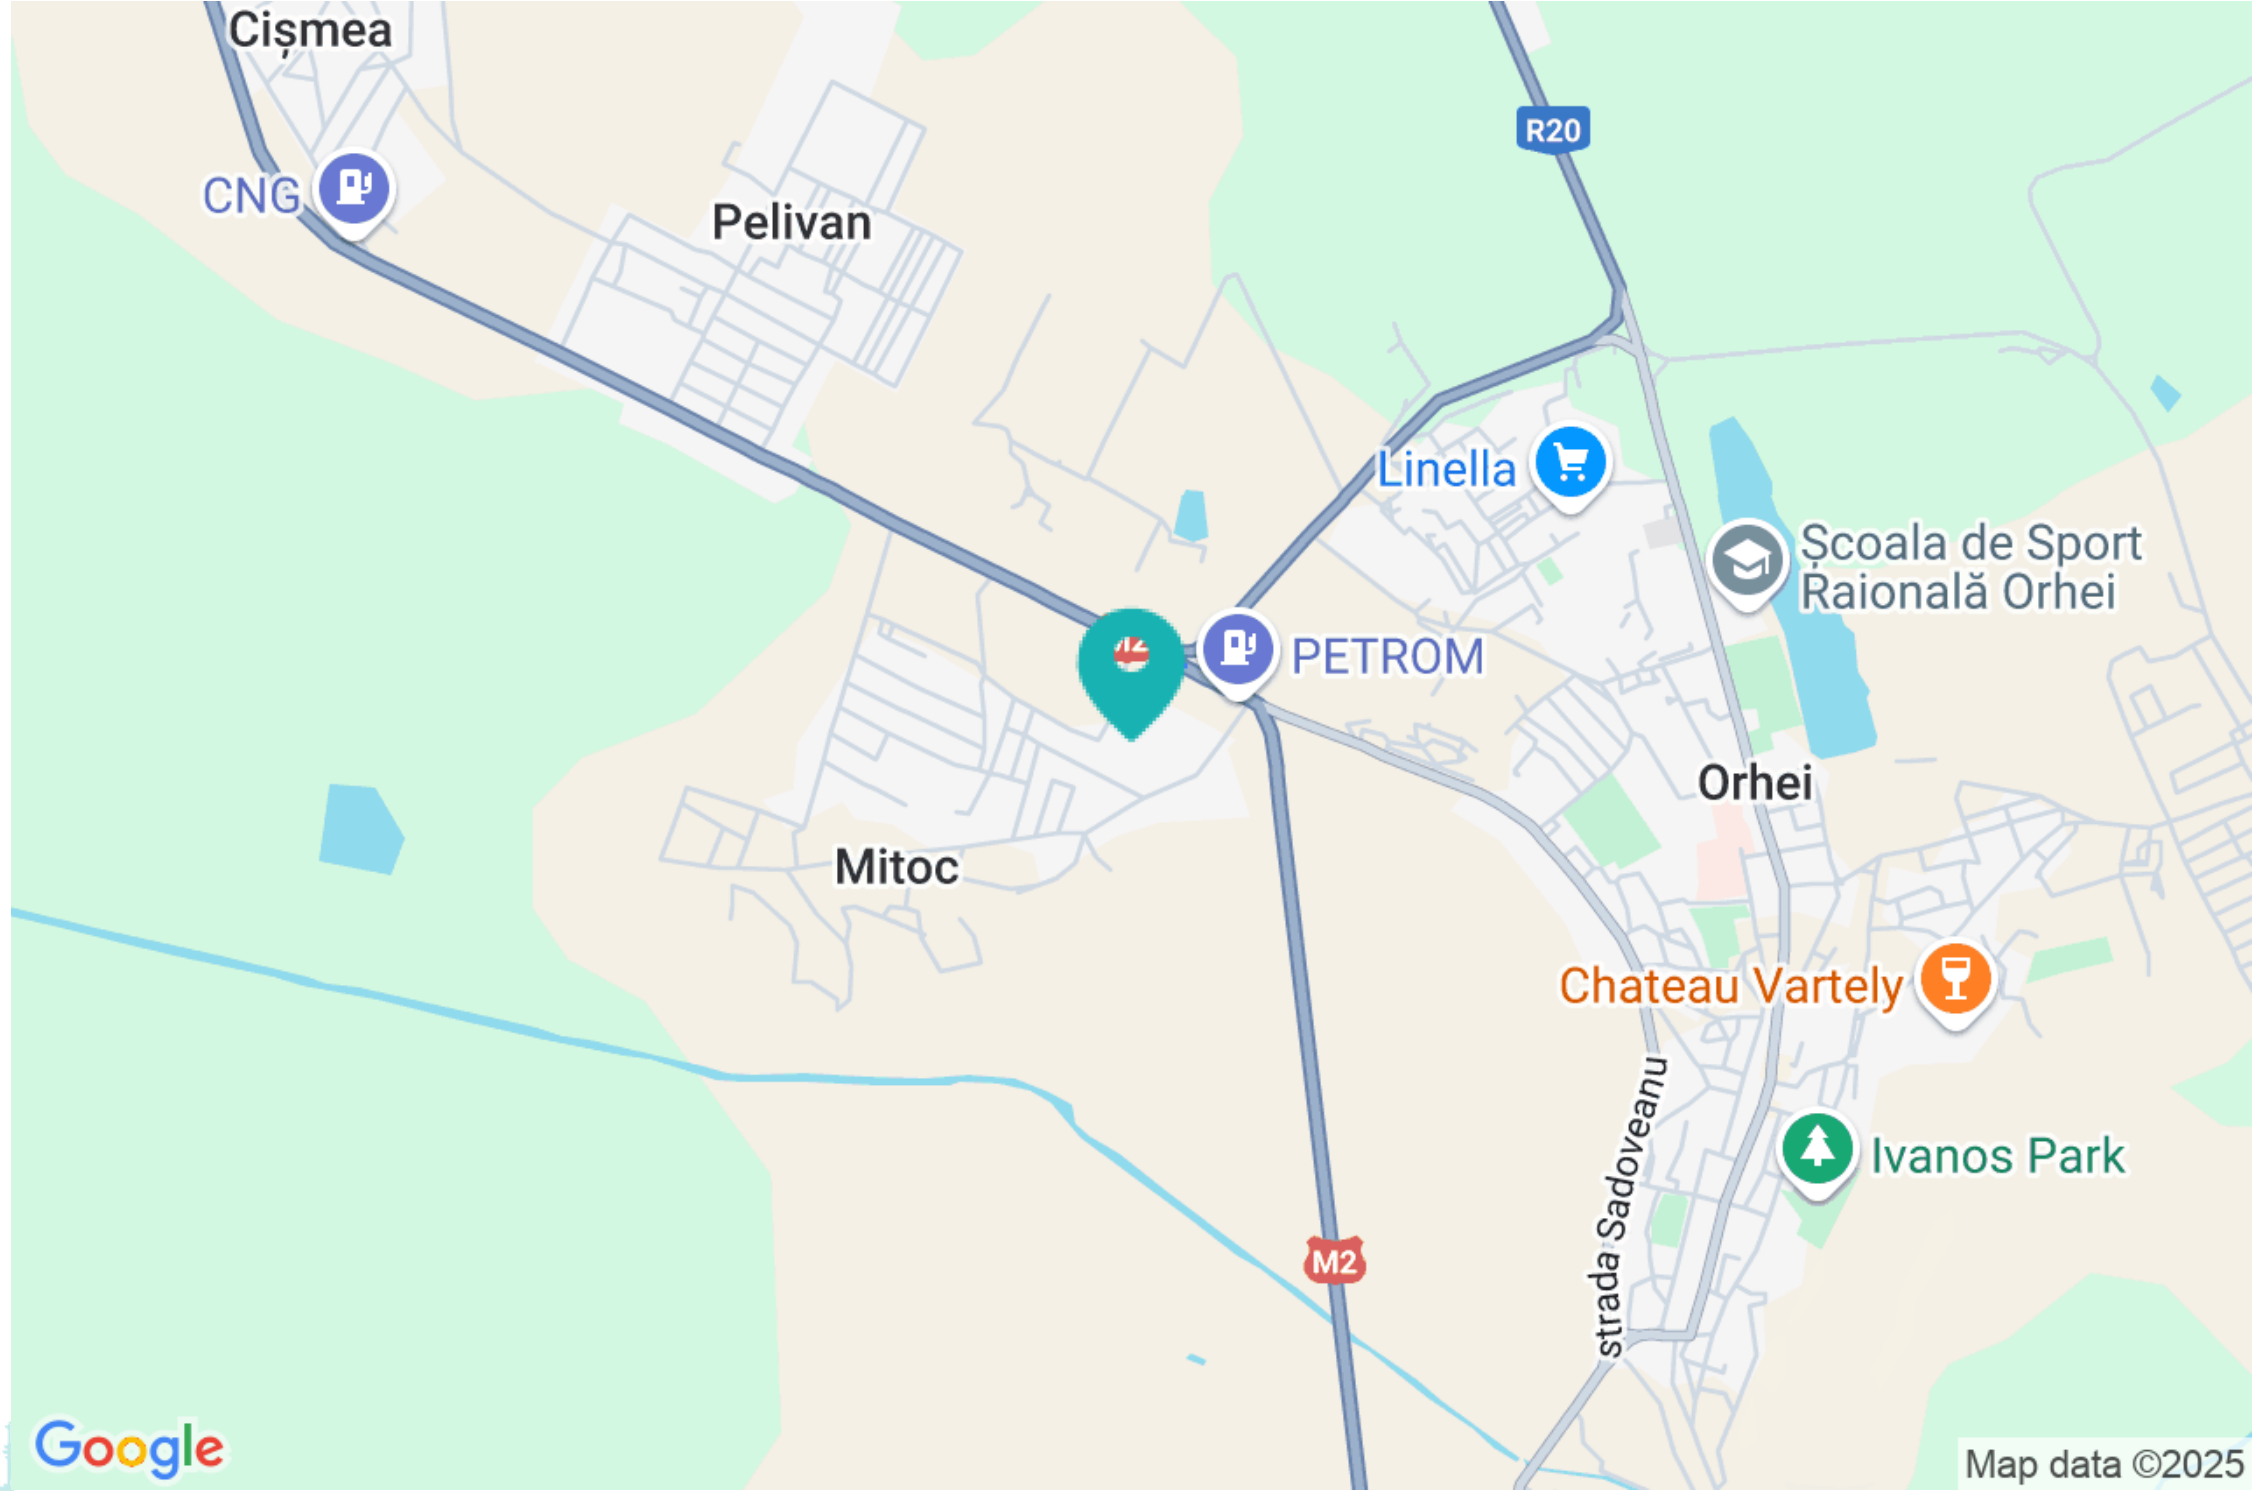 Cișmea
R20
CNG
Pelivan
Linella
Școala de Sport
Raională Orhei
PETROM
Orhei
Mitoc
Chateau Vartely
strada Sadoveanu
Ivanos Park
M2
Google
Map data ©2025